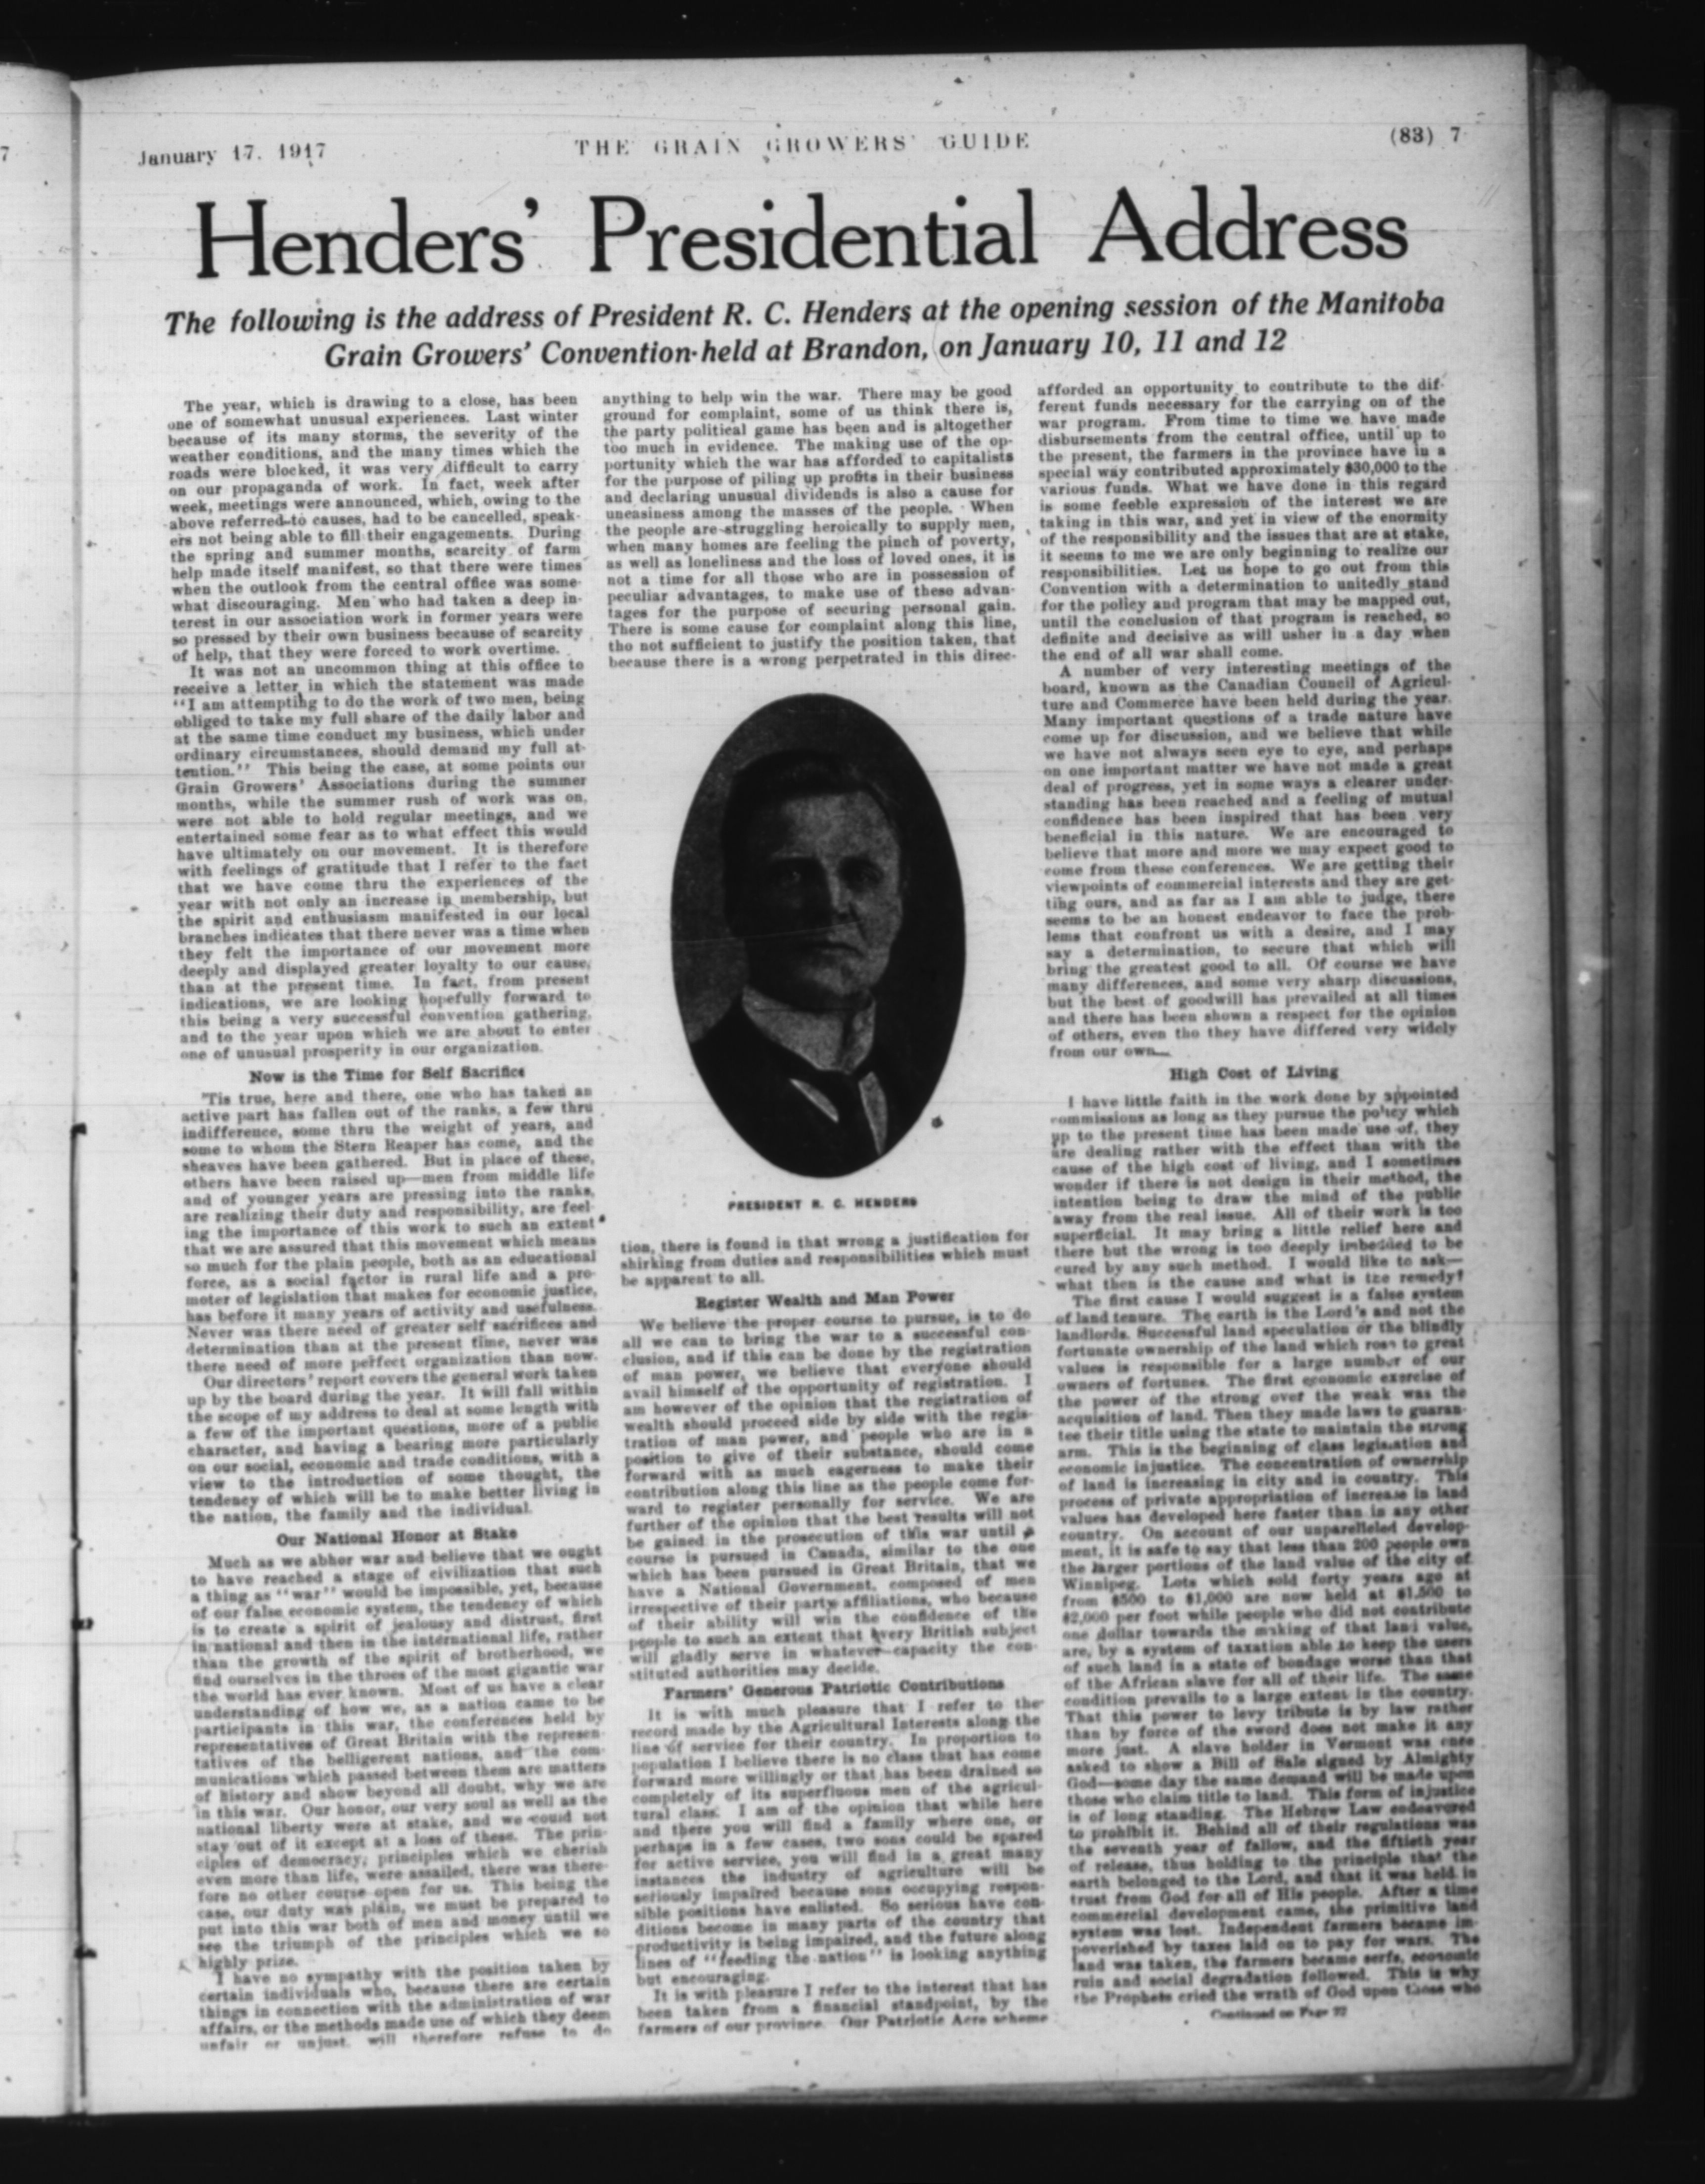 7
January 17, 1917
THE GRAIN GROWERS' GUIDE
(83) 7
Henders' Presidential Address
The following is the address of President R. C. Henders at the opening session of the Manitoba
Grain Growers' Convention held at Brandon, on January 10, 11 and 12
The year, which is drawing to a close, has been
one of somewhat unusual experiences. Last winter
because of its many storms, the severity of the
weather conditions, and the many times which the
roads were blocked, it was very difficult to carry
on our propaganda of work. In fact, week after
week, meetings were announced, which, owing to the
above referred-to causes, had to be cancelled, speak-
ers not being able to fill their engagements. During
the spring and summer months, scarcity of farm
help made itself manifest, so that there were times
when the outlook from the central office was some-
what discouraging. Men who had taken a deep in-
terest in our association work in former years were
so pressed by their own business because of scarcity
of help, that they were forced to work overtime.
It was not an uncommon thing at this office to
receive a letter in which the statement was made
"I am attempting to do the work of two men, being
obliged to take my full share of the daily labor and
at the same time conduct my business, which under
ordinary circumstances, should demand my full at-
tention." This being the case, at some points our
Grain Growers' Associations during the summer
months, while the summer rush of work was on,
were not able to hold regular meetings, and we
entertained some fear as to what effect this would
have ultimately on our movement. It is therefore
with feelings of gratitude that I refer to the fact
that we have come thru the experiences of the
year with not only an increase in membership, but
the spirit and enthusiasm manifested in our local
branches indicates that there never was a time when
they felt the importance of our movement more
deeply and displayed greater loyalty to our cause,
than at the present time. In fact, from present
indications, we are looking hopefully forward to
this being a very successful convention gathering,
and to the year upon which we are about to enter
one of unusual prosperity in our organization.
Now is the Time for Self Sacrifice
'Tis true, here and there, one who has taken an
active part has fallen out of the ranks, a few thru
indifference, some thru the weight of years, and
some to whom the Stern Reaper has come, and the
sheaves have been gathered. But in place of these,
others have been raised up—men from middle life
and of younger years are pressing into the ranks,
are realizing their duty and responsibility, are feel-
ing the importance of this work to such an extent
that we are assured that this movement which means
so much for the plain people, both as an educational
force, as a social factor in rural life and a pro-
moter of legislation that makes for economic justice,
has before it many years of activity and usefulness.
Never was there need of greater self sacrifices and
determination than at the present time, never was
there need of more perfect organization than now.
Our directors' report covers the general work taken
up by the board during the year. It will fall within
the scope of my address to deal at some length with
a few of the important questions, more of a public
character, and having a bearing more particularly
on our social, economic and trade conditions, with a
view to the introduction of some thought, the
tendency of which will be to make better living in
the nation, the family and the individual.
Our National Honor at Stake
Much as we abhor war and believe that we ought
to have reached a stage of civilization that such
a thing as "war" would be impossible, yet, because
of our false economic system, the tendency of which
is to create a spirit of jealousy and distrust, first
in national and then in the international life, rather
than the growth of the spirit of brotherhood, we
find ourselves in the throes of the most gigantic war
the world has ever known. Most of us have a clear
understanding of how we, as a nation came to be
participants in this war, the conferences held by
representatives of Great Britain with the represen-
tatives of the belligerent nations, and the com-
munications which passed between them are matters
of history and show beyond all doubt, why we are
in this war. Our honor, our very soul as well as the
national liberty were at stake, and we could not
stay out of it except at a loss of these. The prin-
ciples of democracy, principles which we cherish
even more than life, were assailed, there was there-
fore no other course open for us. This being the
case, our duty was plain, we must be prepared to
put into this war both of men and money until we
see the triumph of the principles which we so
highly prize.
I have no sympathy with the position taken by
certain individuals who, because there are certain
things in connection with the administration of war
affairs, or the methods made use of which they deem
unfair or unjust, will therefore refuse to do
anything to help win the war. There may be good
ground for complaint, some of us think there is,
the party political game has been and is altogether
too much in evidence. The making use of the op-
portunity which the war has afforded to capitalists
for the purpose of piling up profits in their business
and declaring unusual dividends is also a cause for
uneasiness among the masses of the people. When
the people are struggling heroically to supply men,
when many homes are feeling the pinch of poverty,
as well as loneliness and the loss of loved ones, it is
not a time for all those who are in possession of
peculiar advantages, to make use of these advan-
tages for the purpose of securing personal gain.
There is some cause for complaint along this line,
tho not sufficient to justify the position taken, that
because there is a wrong perpetrated in this direc-
PRESIDENT R. C. HENDERS
tion, there is found in that wrong a justification for
shirking from duties and responsibilities which must
be apparent to all.
Register Wealth and Man Power
We believe the proper course to pursue, is to do
all we can to bring the war to a successful con-
clusion, and if this can be done by the registration
of man power, we believe that everyone should
avail himself of the opportunity of registration. I
am however of the opinion that the registration of
wealth should proceed side by side with the regis-
tration of man power, and people who are in a
position to give of their substance, should come
forward with as much eagerness to make their
contribution along this line as the people come for-
ward to register personally for service. We are
further of the opinion that the best results will not
be gained in the prosecution of this war until a
course is pursued in Canada, similar to the one
which has been pursued in Great Britain, that we
have a National Government, composed of men
irrespective of their party affiliations, who because
of their ability will win the confidence of the
people to such an extent that every British subject
will gladly serve in whatever capacity the con-
stituted authorities may decide.
Farmers' Generous Patriotic Contributions
It is with much pleasure that I refer to the
record made by the Agricultural Interests along the
line of service for their country. In proportion to
population I believe there is no class that has come
forward more willingly or that has been drained so
completely of its superfluous men of the agricul-
tural class. I am of the opinion that while here
and there you will find a family where one, or
perhaps in a few cases, two sons could be spared
for active service, you will find in a great many
instances the industry of agriculture will be
seriously impaired because sons occupying respon-
sible positions have enlisted. So serious have con-
ditions become in many parts of the country that
productivity is being impaired, and the future along
lines of "feeding the nation" is looking anything
but encouraging.
It is with pleasure I refer to the interest that has
been taken from a financial standpoint, by the
farmers of our province. Our Patriotic Acre scheme
afforded an opportunity to contribute to the dif-
ferent funds necessary for the carrying on of the
war program. From time to time we have made
disbursements from the central office, until up to
the present, the farmers in the province have in a
special way contributed approximately $30,000 to the
various funds. What we have done in this regard
is some feeble expression of the interest we are
taking in this war, and yet in view of the enormity
of the responsibility and the issues that are at stake,
it seems to me we are only beginning to realize our
responsibilities. Let us hope to go out from this
Convention with a determination to unitedly stand
for the policy and program that may be mapped out,
until the conclusion of that program is reached, so
definite and decisive as will usher in a day when
the end of all war shall come.
A number of very interesting meetings of the
board, known as the Canadian Council of Agricul-
ture and Commerce have been held during the year.
Many important questions of a trade nature have
come up for discussion, and we believe that while
we have not always seen eye to eye, and perhaps
on one important matter we have not made a great
deal of progress, yet in some ways a clearer under-
standing has been reached and a feeling of mutual
confidence has been inspired that has been very
beneficial in this nature. We are encouraged to
believe that more and more we may expect good to
come from these conferences. We are getting their
viewpoints of commercial interests and they are get-
ting ours, and as far as I am able to judge, there
seems to be an honest endeavor to face the prob-
lems that confront us with a desire, and I may
say a determination, to secure that which will
bring the greatest good to all. Of course we have
many differences, and some very sharp discussions,
but the best of goodwill has prevailed at all times
and there has been shown a respect for the opinion
of others, even tho they have differed very widely
from our own.
High Cost of Living
I have little faith in the work done by appointed
commissions as long as they pursue the policy which
up to the present time has been made use of, they
are dealing rather with the effect than with the
cause of the high cost of living, and I sometimes
wonder if there is not design in their method, the
intention being to draw the mind of the public
away from the real issue. All of their work is too
superficial. It may bring a little relief here and
there but the wrong is too deeply imbedded to be
cured by any such method. I would like to ask—
what then is the cause and what is the remedy?
The first cause I would suggest is a false system
of land tenure. The earth is the Lord's and not the
landlords. Successful land speculation or the blindly
fortunate ownership of the land which rose to great
values is responsible for a large number of our
owners of fortunes. The first economic exercise of
the power of the strong over the weak was the
acquisition of land. Then they made laws to guaran-
tee their title using the state to maintain the strong
arm. This is the beginning of class legislation and
economic injustice. The concentration of ownership
of land is increasing in city and in country. This
process of private appropriation of increase in land
values has developed here faster than in any other
country. On account of our unparelleled develop-
ment, it is safe to say that less than 200 people own
the larger portions of the land value of the city of
Winnipeg. Lots which sold forty years ago at
from $500 to $1,000 are now held at $1,500 to
$2,000 per foot while people who did not contribute
one dollar towards the making of that land value,
are, by a system of taxation able to keep the users
of such land in a state of bondage worse than that
of the African slave for all of their life. The same
condition prevails to a large extent in the country.
That this power to levy tribute is by law rather
than by force of the sword does not make it any
more just. A slave holder in Vermont was once
asked to show a Bill of Sale signed by Almighty
God—some day the same demand will be made upon
those who claim title to land. This form of injustice
is of long standing. The Hebrew Law endeavored
to prohibit it. Behind all of their regulations was
the seventh year of fallow, and the fiftieth year
of release, thus holding to the principle that the
earth belonged to the Lord, and that it was held in
trust from God for all of His people. After a time
commercial development came, the primitive land
system was lost. Independent farmers became im-
poverished by taxes laid on to pay for wars. The
land was taken, the farmers became serfs, economic
ruin and social degradation followed. This is why
the Prophets cried the wrath of God upon those who
Continued on Page 22